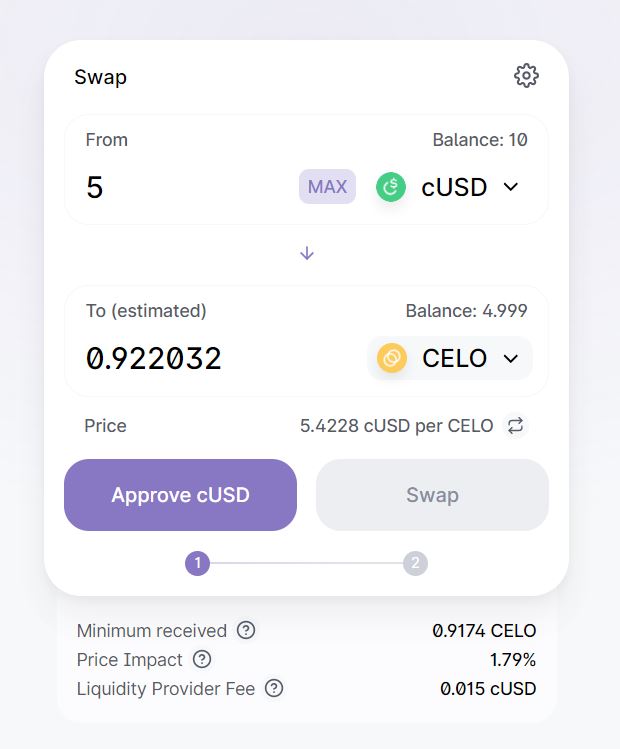 Swap
From Balance: 10
5 MAX cUSD
To (estimated) Balance: 4.999
0.922032 CELO
Price 5.4228 cUSD per CELO
Approve cUSD Swap
1 2
Minimum received ? 0.9174 CELO
Price Impact ? 1.79%
Liquidity Provider Fee ? 0.015 cUSD